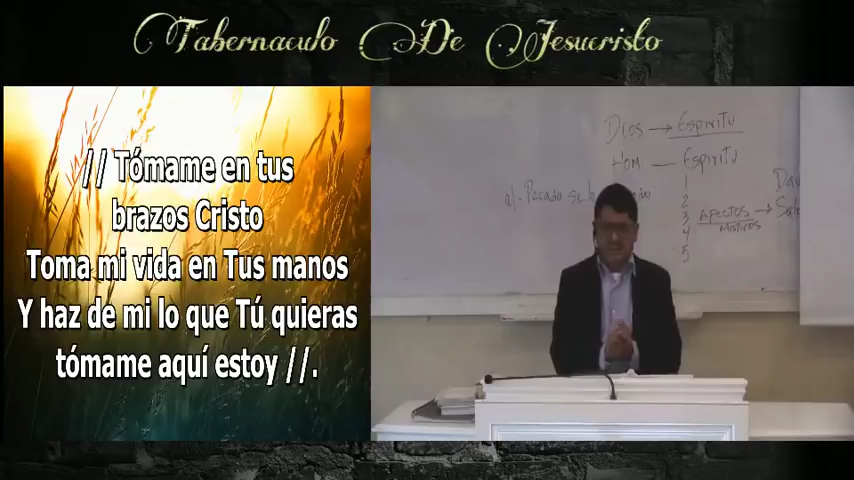 Tabernaculo De Jesucristo
// Tómame en tus
brazos Cristo
Toma mi vida en Tus manos
Y haz de mi lo que Tú quieras
tómame aquí estoy //.
Dios → Espiritu
Hom — Espiritu
a). Pecado
1
2
3 Afectos →
4
5